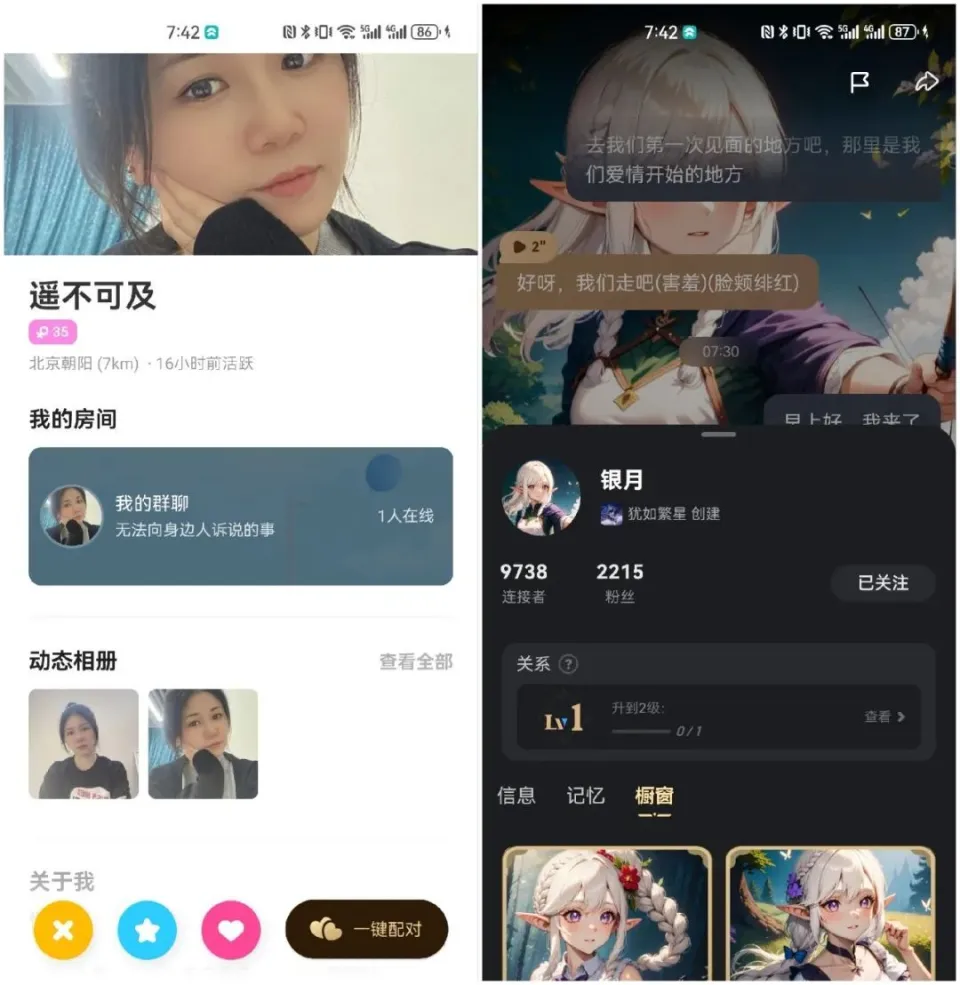 7:42
5G
4G
86
遥不可及
35
北京朝阳 (7km) · 16小时前活跃
我的房间
我的群聊
无法向身边人诉说的事
1人在线
动态相册
查看全部
关于我
一键配对
7:42
5G
4G
87
去我们第一次见面的地方吧，那里是我
们爱情开始的地方
2"
好呀，我们走吧(害羞)(脸颊绯红)
07:30
早上好，我来了
银月
犹如繁星 创建
9738
连接者
2215
粉丝
已关注
关系 ?
Lv1
升到2级:
0/1
查看
信息
记忆
橱窗